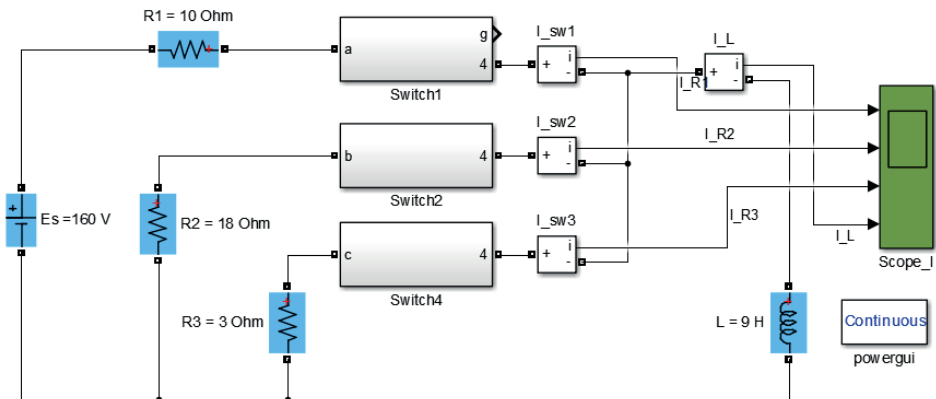 R1 = 10 Ohm
a
g
4
Switch1
I_sw1
+
i
-
I_L
+
i
-
I_R1
b
4
Switch2
I_sw2
+
i
-
I_R2
+
Es =160 V
R2 = 18 Ohm
c
4
Switch4
I_sw3
+
i
-
I_R3
I_L
Scope_I
R3 = 3 Ohm
L = 9 H
Continuous
powergui